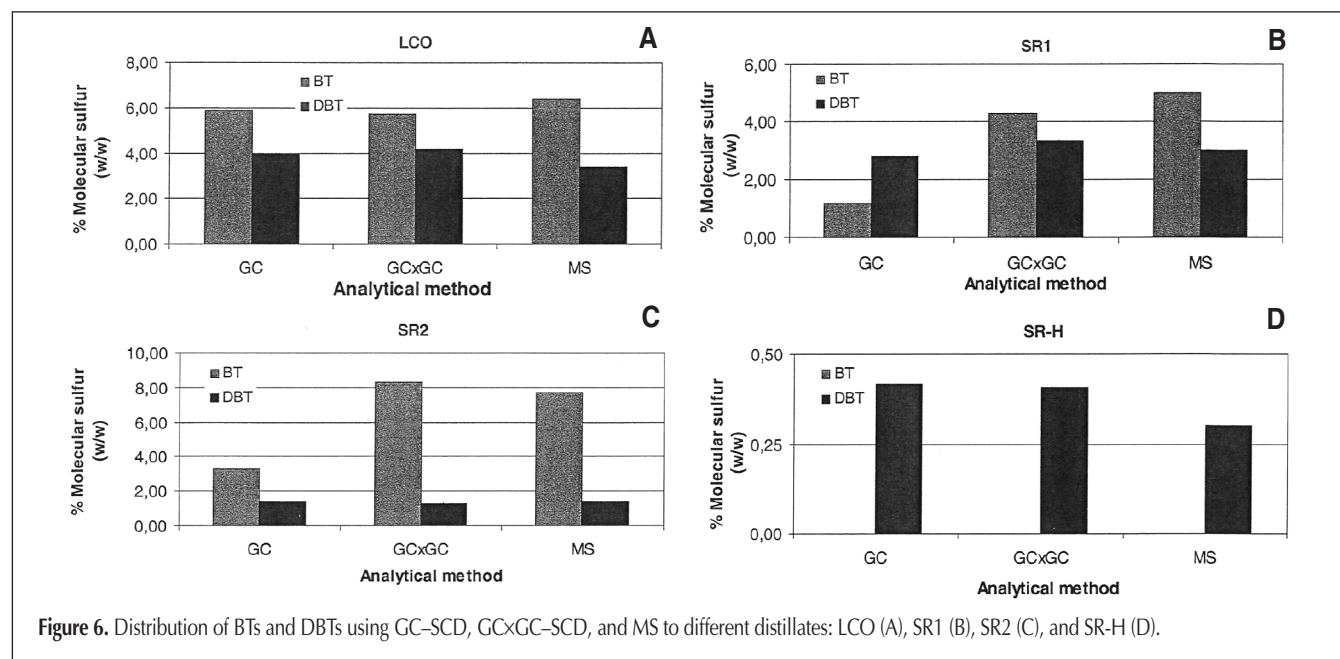 LCO
A
8,00
6,00
4,00
2,00
0,00
% Molecular sulfur
(w/w)
BT
DBT
GC
GCxGC
MS
Analytical method
SR1
B
6,00
4,00
2,00
0,00
% Molecular sulfur
(w/w)
BT
DBT
GC
GCxGC
MS
Analytical method
SR2
C
10,00
8,00
6,00
4,00
2,00
0,00
% Molecular sulfur
(w/w)
BT
DBT
GC
GCxGC
MS
Analytical method
SR-H
D
0,50
0,25
0,00
% Molecular sulfur
(w/w)
BT
DBT
GC
GCxGC
MS
Analytical method
Figure 6. Distribution of BTs and DBTs using GC–SCD, GC×GC–SCD, and MS to different distillates: LCO (A), SR1 (B), SR2 (C), and SR-H (D).